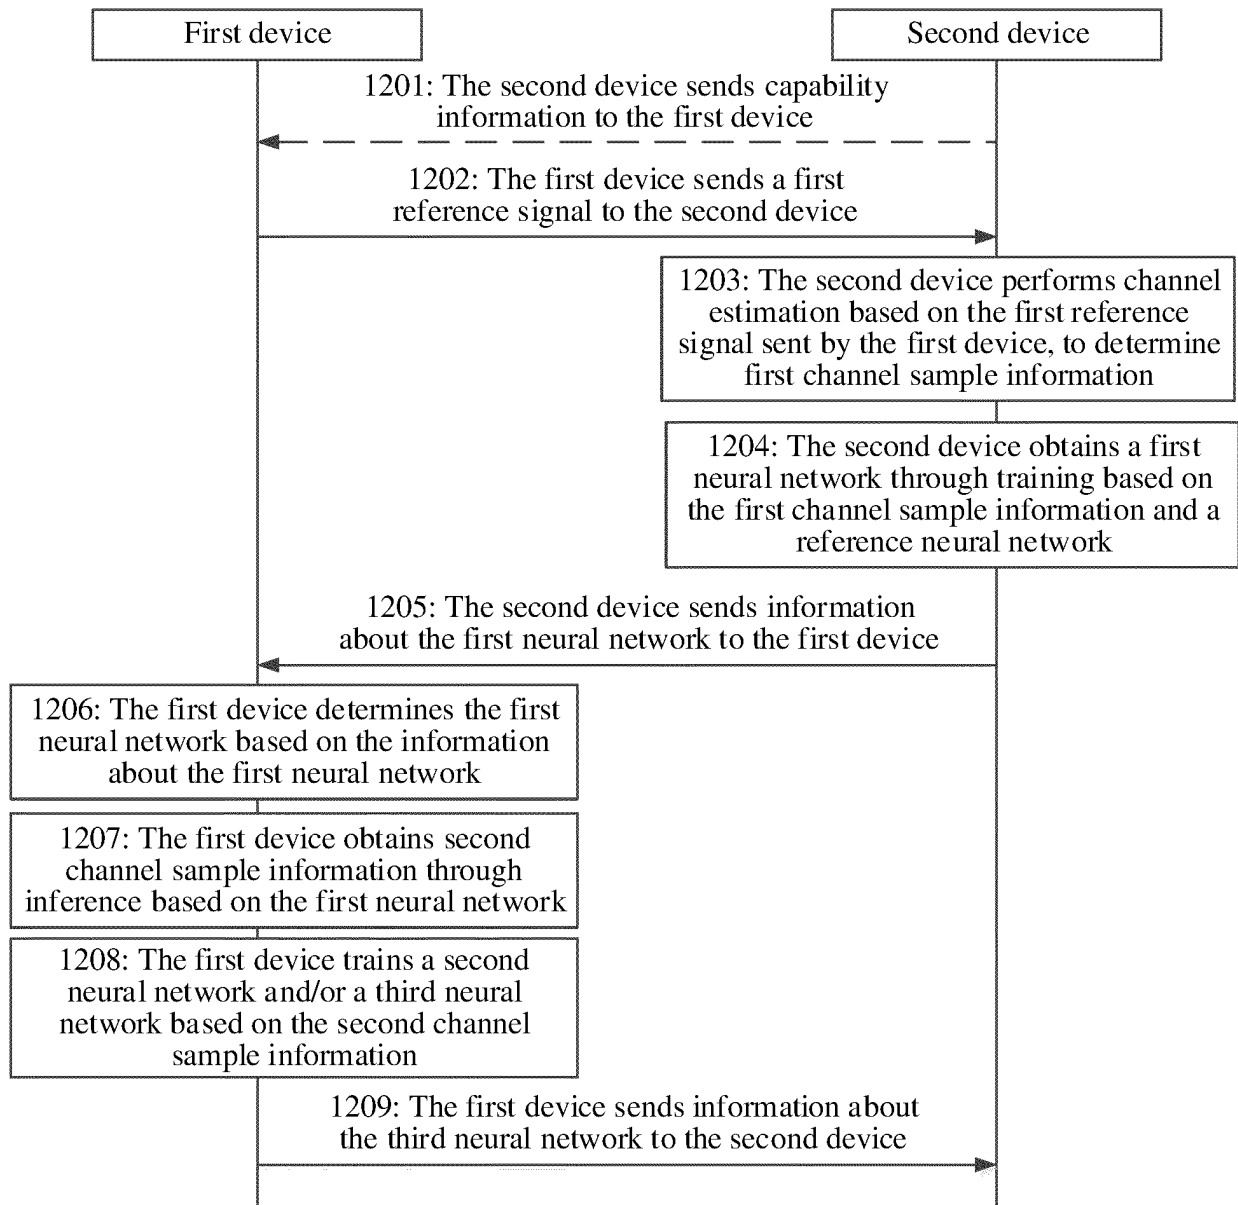 First device
Second device
1201: The second device sends capability
information to the first device
1202: The first device sends a first
reference signal to the second device
1203: The second device performs channel
estimation based on the first reference
signal sent by the first device, to determine
first channel sample information
1204: The second device obtains a first
neural network through training based on
the first channel sample information and a
reference neural network
1205: The second device sends information
about the first neural network to the first device
1206: The first device determines the first
neural network based on the information
about the first neural network
1207: The first device obtains second
channel sample information through
inference based on the first neural network
1208: The first device trains a second
neural network and/or a third neural
network based on the second channel
sample information
1209: The first device sends information about
the third neural network to the second device